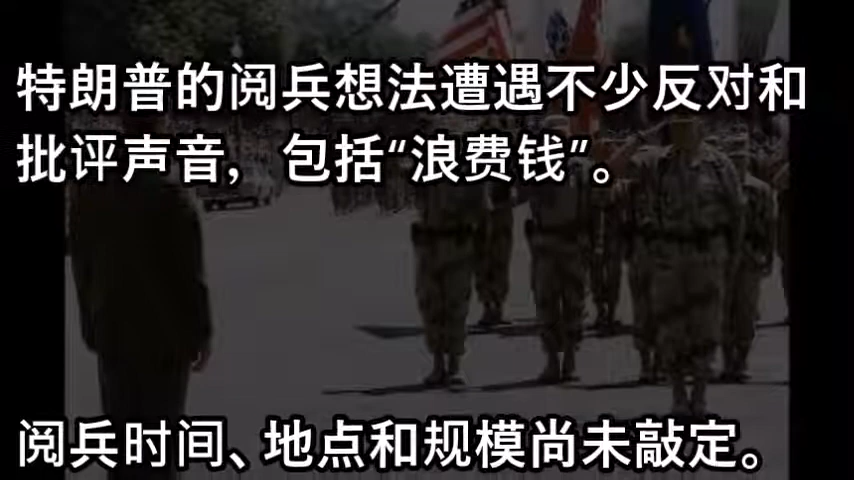 特朗普的阅兵想法遭遇不少反对和
批评声音, 包括“浪费钱”。
阅兵时间、地点和规模尚未敲定。